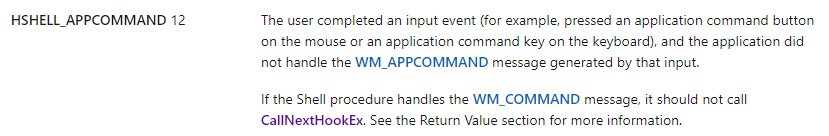 HSHELL_APPCOMMAND 12
The user completed an input event (for example, pressed an application command button
on the mouse or an application command key on the keyboard), and the application did
not handle the WM_APPCOMMAND message generated by that input.
If the Shell procedure handles the WM_COMMAND message, it should not call
CallNextHookEx. See the Return Value section for more information.